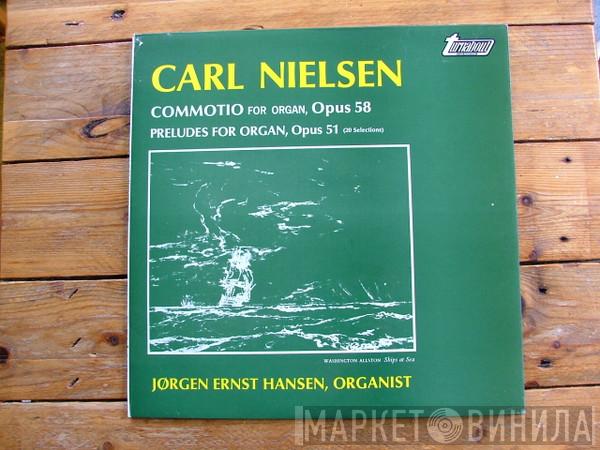 turnabout
CARL NIELSEN
COMMOTIO FOR ORGAN, Opus 58
PRELUDES FOR ORGAN, Opus 51 (20 Selections)
WASHINGTON ALLSTON Ships at Sea
JØRGEN ERNST HANSEN, ORGANIST
МАРКЕТ ВИНИЛА